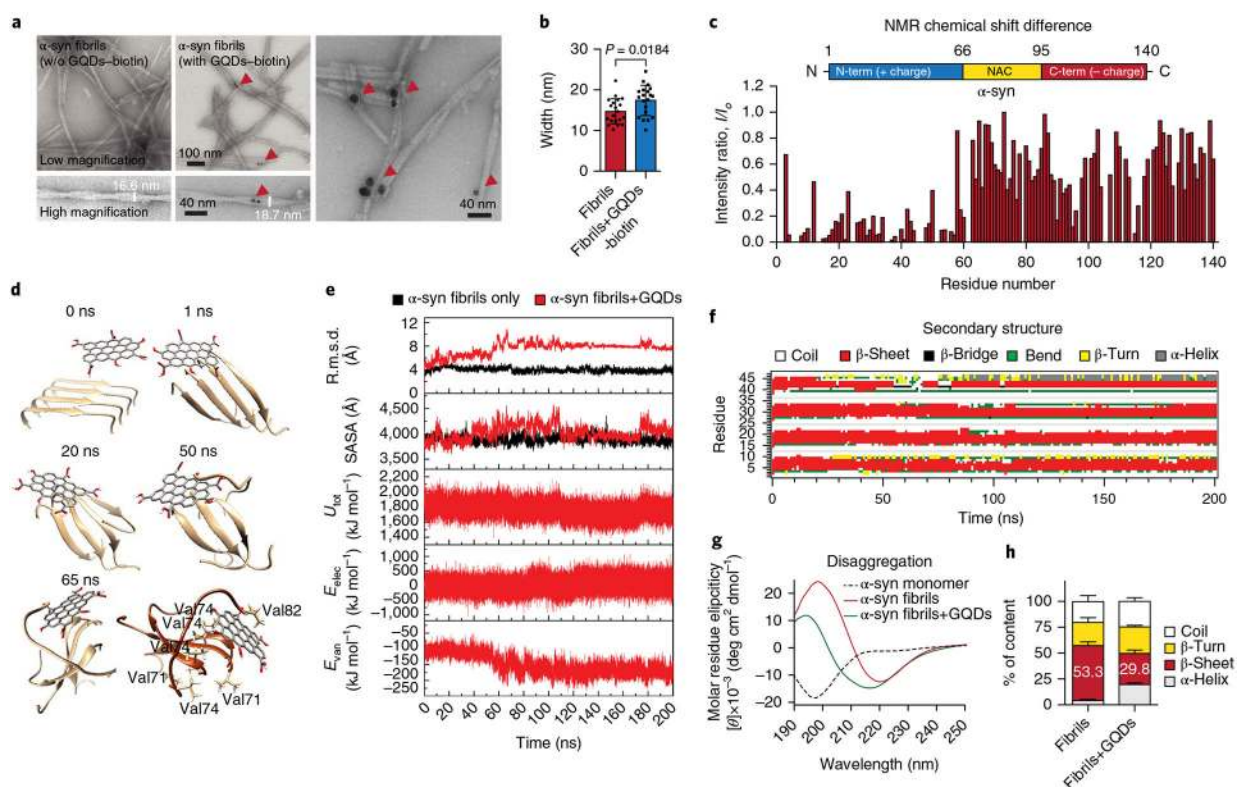 a
α-syn fibrils
(w/o GQDs–biotin)
α-syn fibrils
(with GQDs–biotin)
Low magnification
100 nm
16.6 nm
High magnification
40 nm
18.7 nm
40 nm
b
P = 0.0184
Width (nm)
30
20
10
0
Fibrils
Fibrils+GQDs
-biotin
c
NMR chemical shift difference
1 66 95 140
N N-term (+ charge) NAC C-term (– charge) C
α-syn
Intensity ratio, I/Io
1.2
1.0
0.8
0.6
0.4
0.2
0.0
0 20 40 60 80 100 120 140
Residue number
d
0 ns 1 ns
20 ns 50 ns
65 ns
Val74
Val74
Val82
Val74
Val71
Val74
Val71
e
α-syn fibrils only α-syn fibrils+GQDs
R.m.s.d.
(Å)
12
8
4
0
SASA (Å)
4,500
4,000
3,500
Utot
(kJ mol⁻¹)
2,200
2,000
1,800
1,600
1,400
Eelec
(kJ mol⁻¹)
1,000
500
0
−500
−1,000
Evan
(kJ mol⁻¹)
−50
−100
−150
−200
−250
0 20 40 60 80 100 120 140 160 180 200
Time (ns)
f
Secondary structure
Coil β-Sheet β-Bridge Bend β-Turn α-Helix
Residue
45
40
35
30
25
20
15
10
5
0 50 100 150 200
Time (ns)
g
Disaggregation
α-syn monomer
α-syn fibrils
α-syn fibrils+GQDs
Molar residue elipticity
[θ]×10⁻³ (deg cm² dmol⁻¹)
20
10
0
−10
−20
190 200 210 220 230 240 250
Wavelength (nm)
h
% of content
100
75
50
25
0
53.3 29.8
Coil
β-Turn
β-Sheet
α-Helix
Fibrils
Fibrils+GQDs